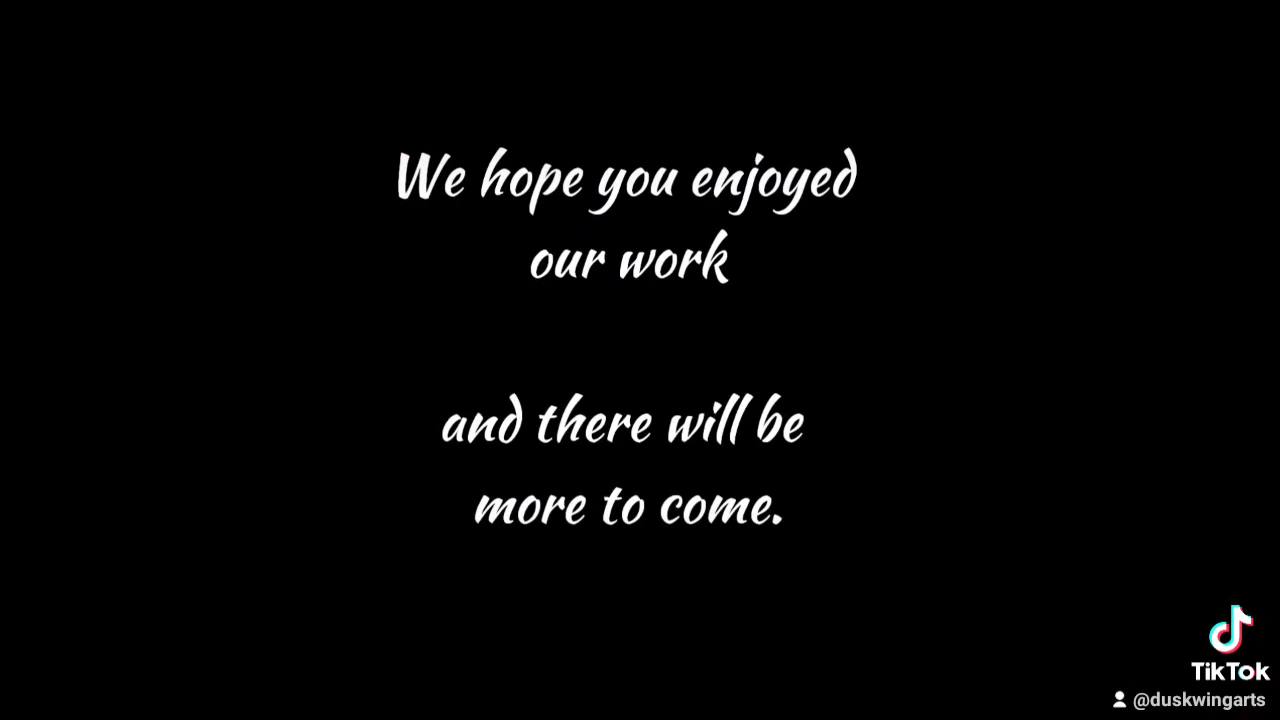 We hope you enjoyed
our work
and there will be
more to come.
TikTok
@duskwingarts